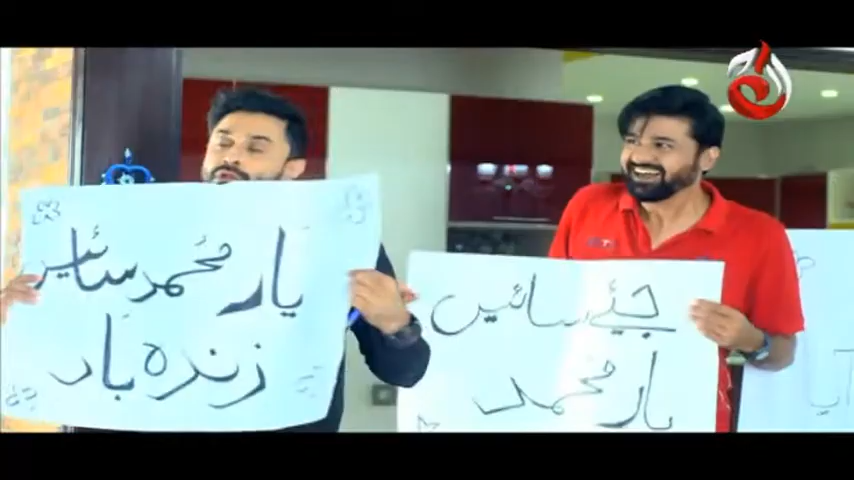 یار محمد سائیں
زندہ باد
جئے سائیں
یار محمد